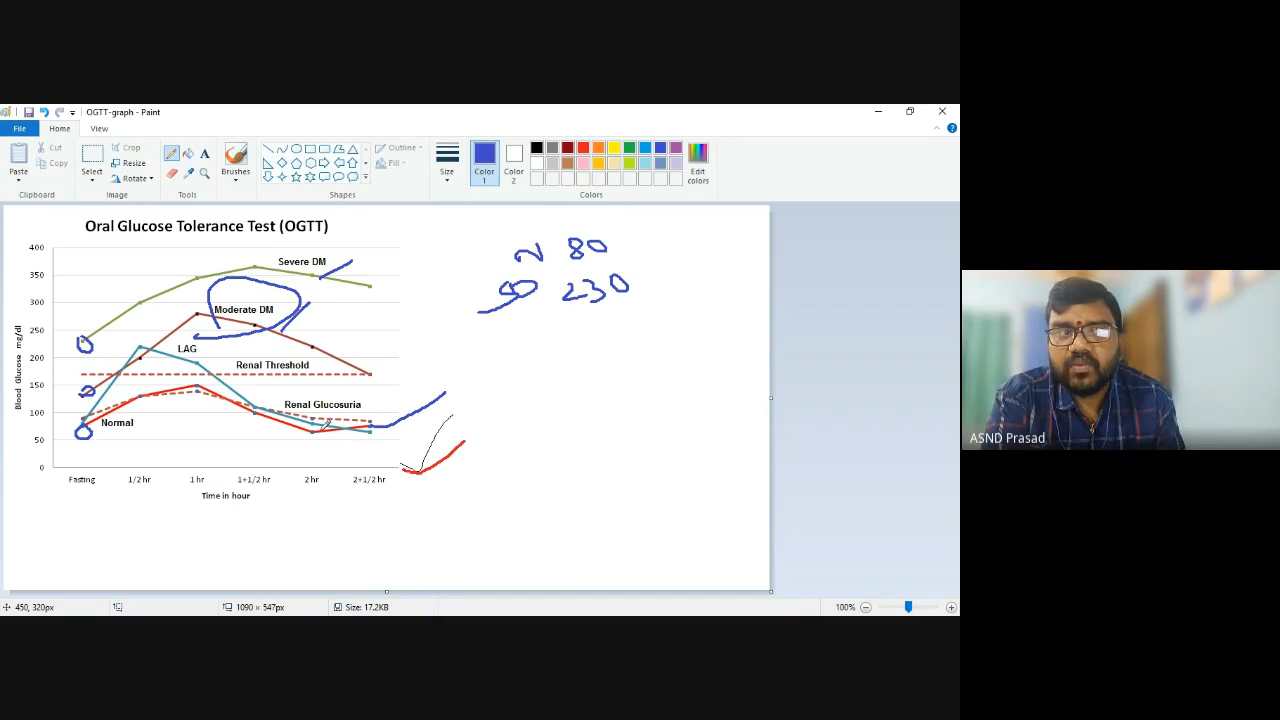 OGTT-graph - Paint
File Home View
Paste
Cut
Copy
Clipboard
Select
Crop
Resize
Rotate
Image
A
Tools
Brushes
Outline
Fill
Shapes
Size
Color 1
Color 2
Edit colors
Colors
Oral Glucose Tolerance Test (OGTT)
Blood Glucose mg/dl
400
350
300
250
200
150
100
50
0
Severe DM
Moderate DM
LAG
Renal Threshold
Renal Glucosuria
Normal
Fasting 1/2 hr 1 hr 1+1/2 hr 2 hr 2+1/2 hr
Time in hour
N 80
230
ASND Prasad
450, 320px
1090 × 547px
Size: 17.2KB
100%